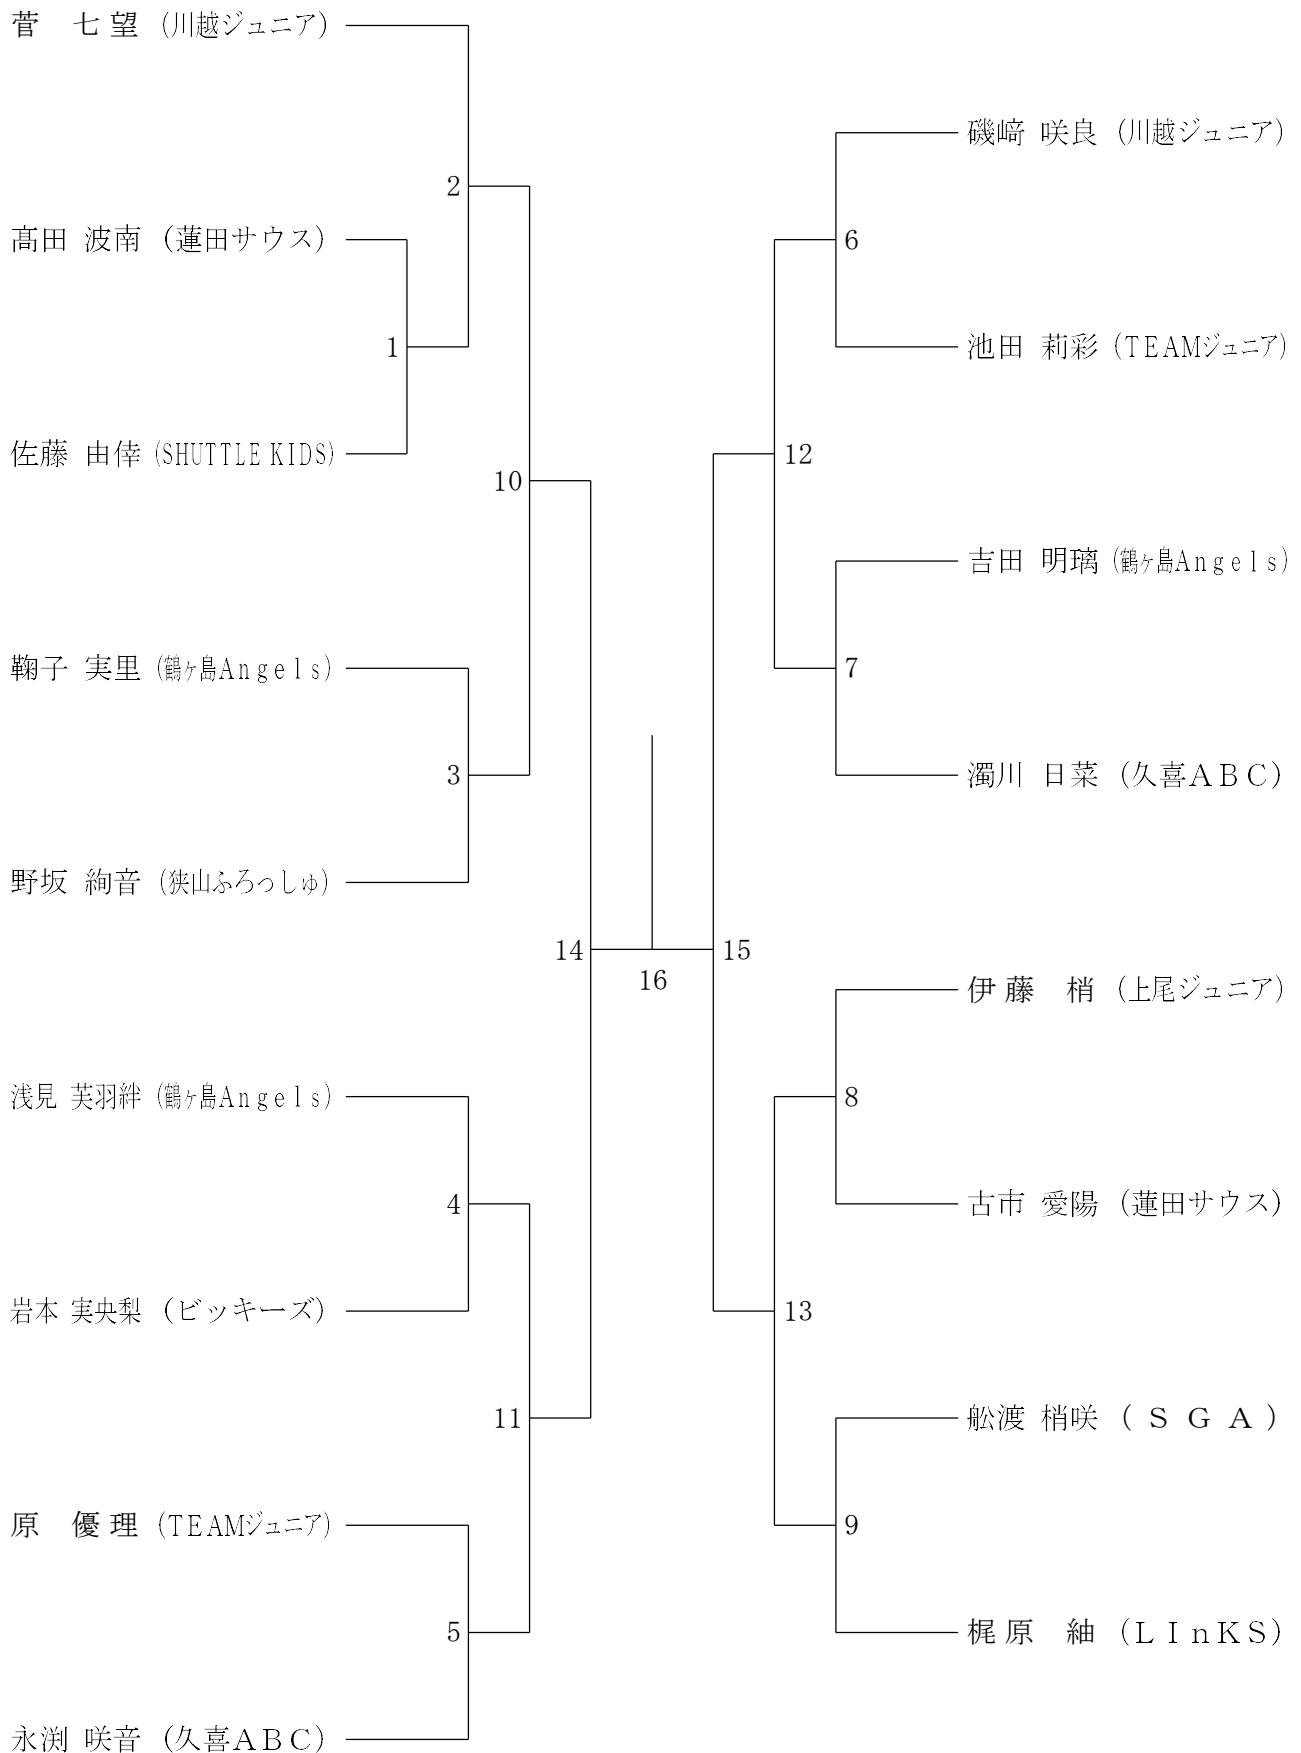 菅　七 望 (川越ジュニア)
2
髙田 波南 (蓮田サウス)
1
佐藤 由倖 (SHUTTLE KIDS)
10
鞠子 実里 (鶴ヶ島Angels)
3
野坂 絢音 (狭山ふろっしゅ)
14
浅見 芙羽絆 (鶴ヶ島Angels)
4
岩本 実央梨 (ビッキーズ)
11
原　優 理 (TEAMジュニア)
5
永渕 咲音 (久喜ABC)
16
磯﨑 咲良 (川越ジュニア)
6
池田 莉彩 (TEAMジュニア)
12
吉田 明璃 (鶴ヶ島Angels)
7
濁川 日菜 (久喜ABC)
15
伊 藤　梢 (上尾ジュニア)
8
古市 愛陽 (蓮田サウス)
13
舩渡 梢咲 (ＳＧＡ)
9
梶 原　紬 (LInKS)